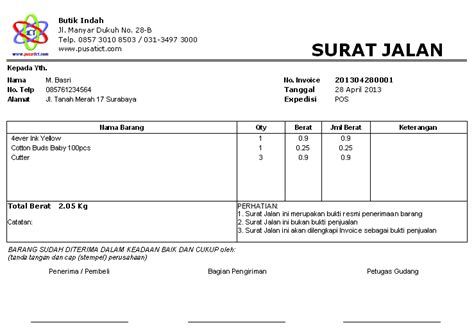 ICT
www.pusatict.com
Butik Indah
Jl. Manyar Dukuh No. 28-B
Telp. 0857 3010 8503 / 031-3497 3000
www.pusatict.com
SURAT JALAN
Kepada Yth.
Nama M. Basri No. Invoice 201304280001
No. Telp 085761234564 Tanggal 28 April 2013
Alamat Jl. Tanah Merah 17 Surabaya Expedisi POS
Nama Barang Qty Berat Jml Berat Keterangan
4ever Ink Yellow 1 0.9 0.9
Cotton Buds Baby 100pcs 1 0.25 0.25
Cutter 3 0.9 0.9
Total Berat 2.05 Kg PERHATIAN:
1. Surat Jalan ini merupakan bukti resmi penerimaan barang
Catatan: 2. Surat Jalan ini bukan bukti penjualan
3. Surat Jalan ini akan dilengkapi Invoice sebagai bukti penjualan
BARANG SUDAH DITERIMA DALAM KEADAAN BAIK DAN CUKUP oleh:
(tanda tangan dan cap (stempel) perusahaan)
Penerima / Pembeli Bagian Pengiriman Petugas Gudang